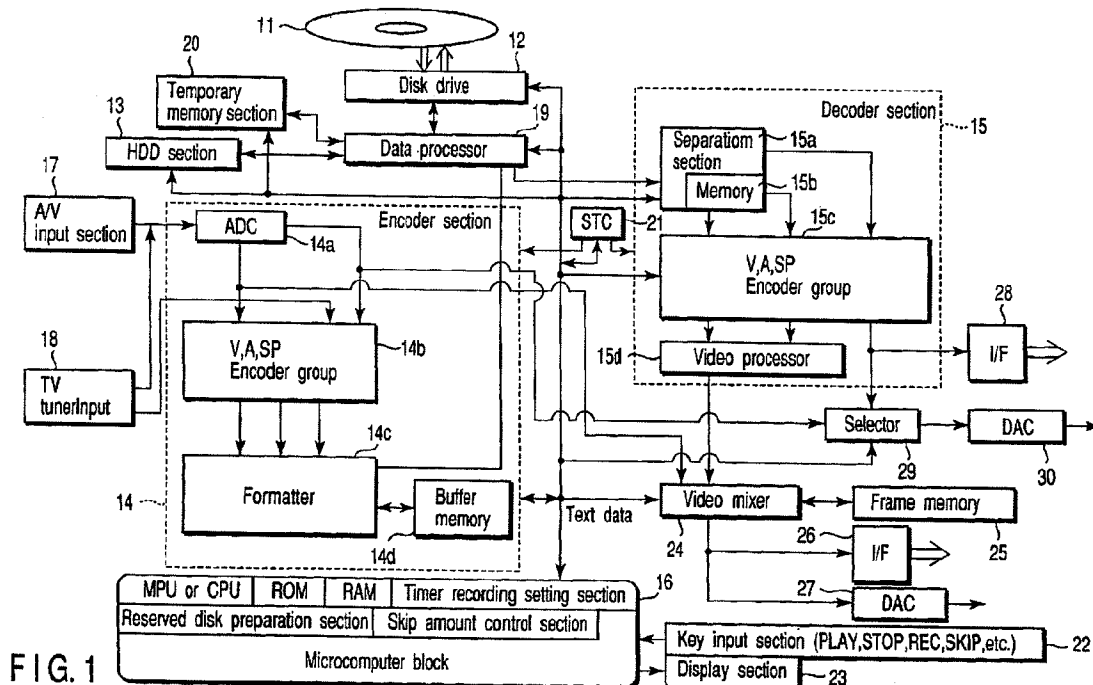 11
20
12
Disk drive
Temporary
memory section
13
19
Decoder section
15
HDD section
Data processor
Separatiom
section
15a
Memory
15b
17
A/V
input section
ADC
14a
Encoder section
STC
21
15c
V,A,SP
Encoder group
28
I/F
18
TV
tunerInput
V,A,SP
Encoder group
14b
15d
Video processor
14c
Selector
29
DAC
30
14
Formatter
Buffer
memory
14d
Text data
Video mixer
24
Frame memory
25
26
I/F
27
DAC
MPU or CPU
ROM
RAM
Timer recording setting section
16
Reserved disk preparation section
Skip amount control section
Microcomputer block
Key input section (PLAY,STOP,REC,SKIP,etc.)
22
Display section
23
FIG. 1